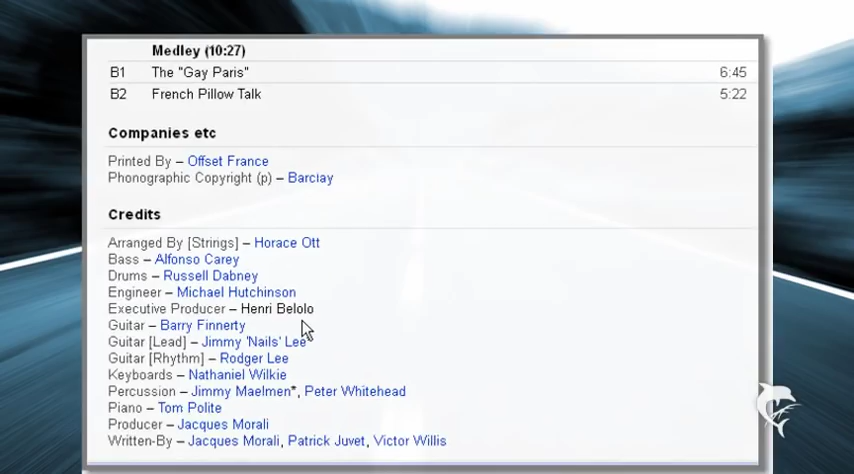 Medley (10:27)
B1 The "Gay Paris" 6:45
B2 French Pillow Talk 5:22
Companies etc
Printed By – Offset France
Phonographic Copyright (p) – Barclay
Credits
Arranged By [Strings] – Horace Ott
Bass – Alfonso Carey
Drums – Russell Dabney
Engineer – Michael Hutchinson
Executive Producer – Henri Belolo
Guitar – Barry Finnerty
Guitar [Lead] – Jimmy 'Nails' Lee
Guitar [Rhythm] – Rodger Lee
Keyboards – Nathaniel Wilkie
Percussion – Jimmy Maelmen*, Peter Whitehead
Piano – Tom Polite
Producer – Jacques Morali
Written-By – Jacques Morali, Patrick Juvet, Victor Willis